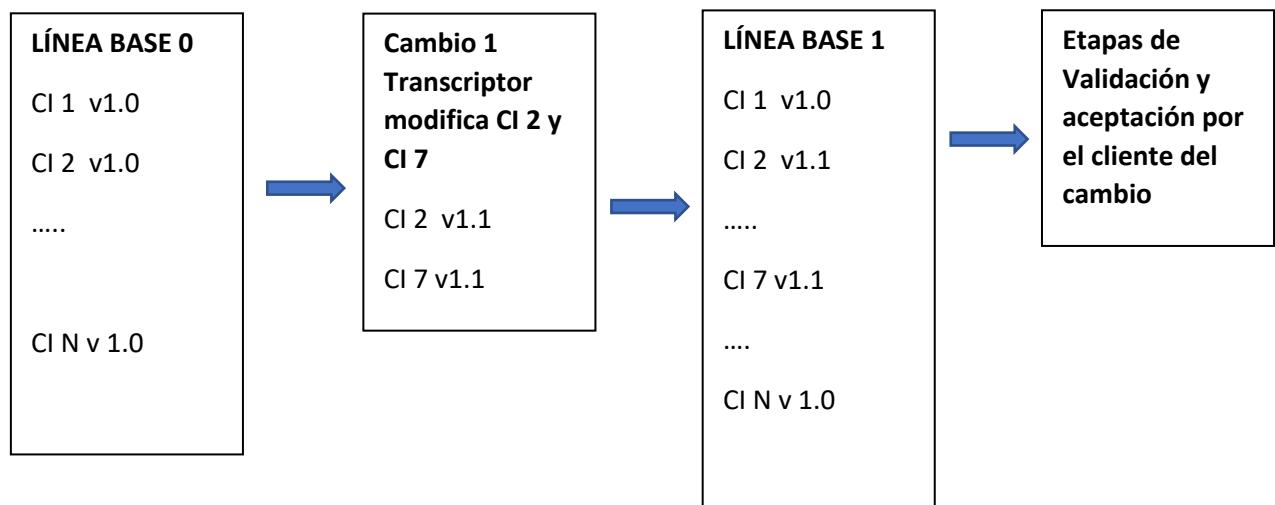 LÍNEA BASE 0
CI 1 v1.0
CI 2 v1.0
…..
CI N v 1.0
Cambio 1
Transcriptor
modifica CI 2 y
CI 7
CI 2 v1.1
CI 7 v1.1
LÍNEA BASE 1
CI 1 v1.0
CI 2 v1.1
…..
CI 7 v1.1
….
CI N v 1.0
Etapas de
Validación y
aceptación por
el cliente del
cambio